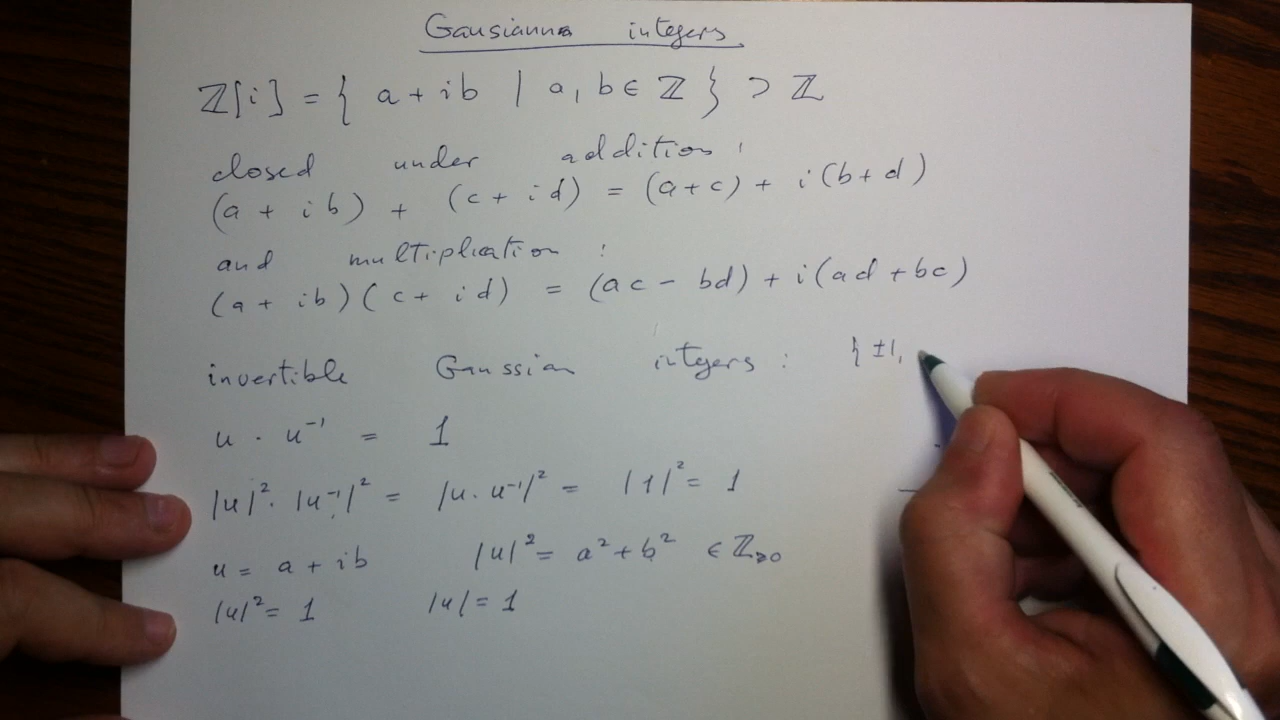 Gausianna integers
ℤ[i] = { a + ib | a, b ∈ ℤ } ⊃ ℤ
closed under addition :
(a + ib) + (c + id) = (a+c) + i(b+d)
and multiplication :
(a + ib)(c + id) = (ac - bd) + i(ad + bc)
invertible Gaussian integers : { ±1,
u · u⁻¹ = 1
|u|² · |u⁻¹|² = |u · u⁻¹|² = |1|² = 1
u = a + ib |u|² = a² + b² ∈ ℤ≥0
|u|² = 1 |u| = 1